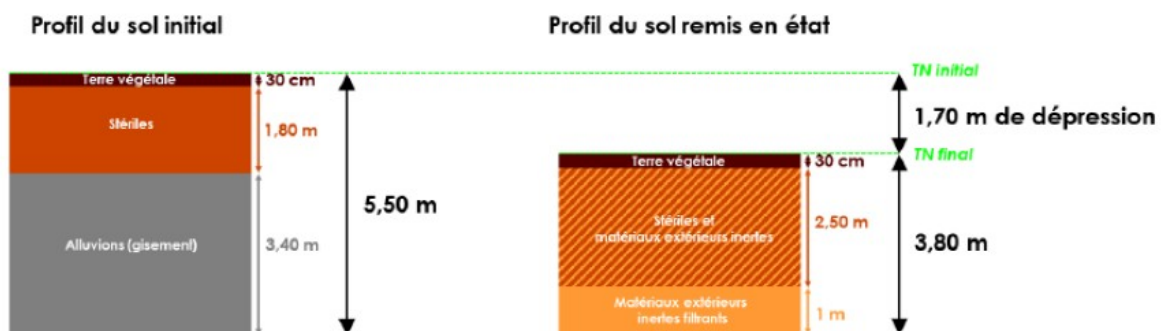 Profil du sol initial
Profil du sol remis en état
TN initial
Terre végétale
30 cm
Stériles
1,80 m
5,50 m
Alluvions (gisement)
3,40 m
1,70 m de dépression
TN final
Terre végétale
30 cm
Stériles et
matériaux extérieurs inertes
2,50 m
3,80 m
Matériaux extérieurs
inertes filtrants
1 m